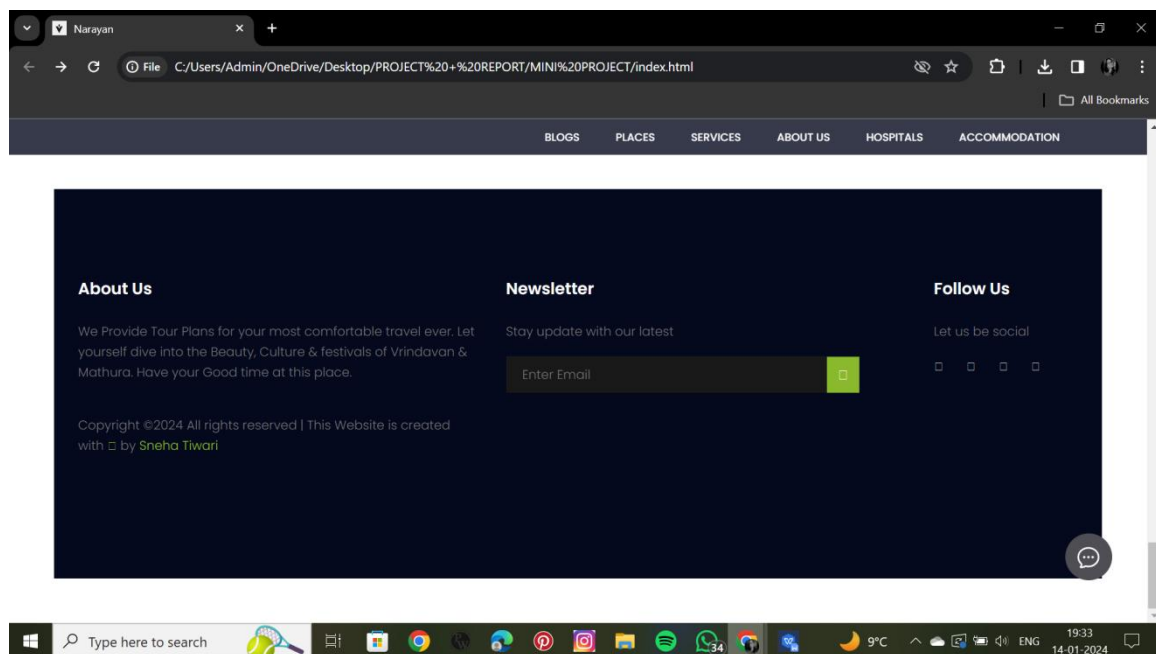 Narayan
File C:/Users/Admin/OneDrive/Desktop/PROJECT%20+%20REPORT/MINI%20PROJECT/index.html
All Bookmarks
BLOGS PLACES SERVICES ABOUT US HOSPITALS ACCOMMODATION
About Us
We Provide Tour Plans for your most comfortable travel ever. Let
yourself dive into the Beauty, Culture & festivals of Vrindavan &
Mathura. Have your Good time at this place.
Copyright ©2024 All rights reserved | This Website is created
with by Sneha Tiwari
Newsletter
Stay update with our latest
Enter Email
Follow Us
Let us be social
Type here to search
34
9°C
ENG
19:33
14-01-2024